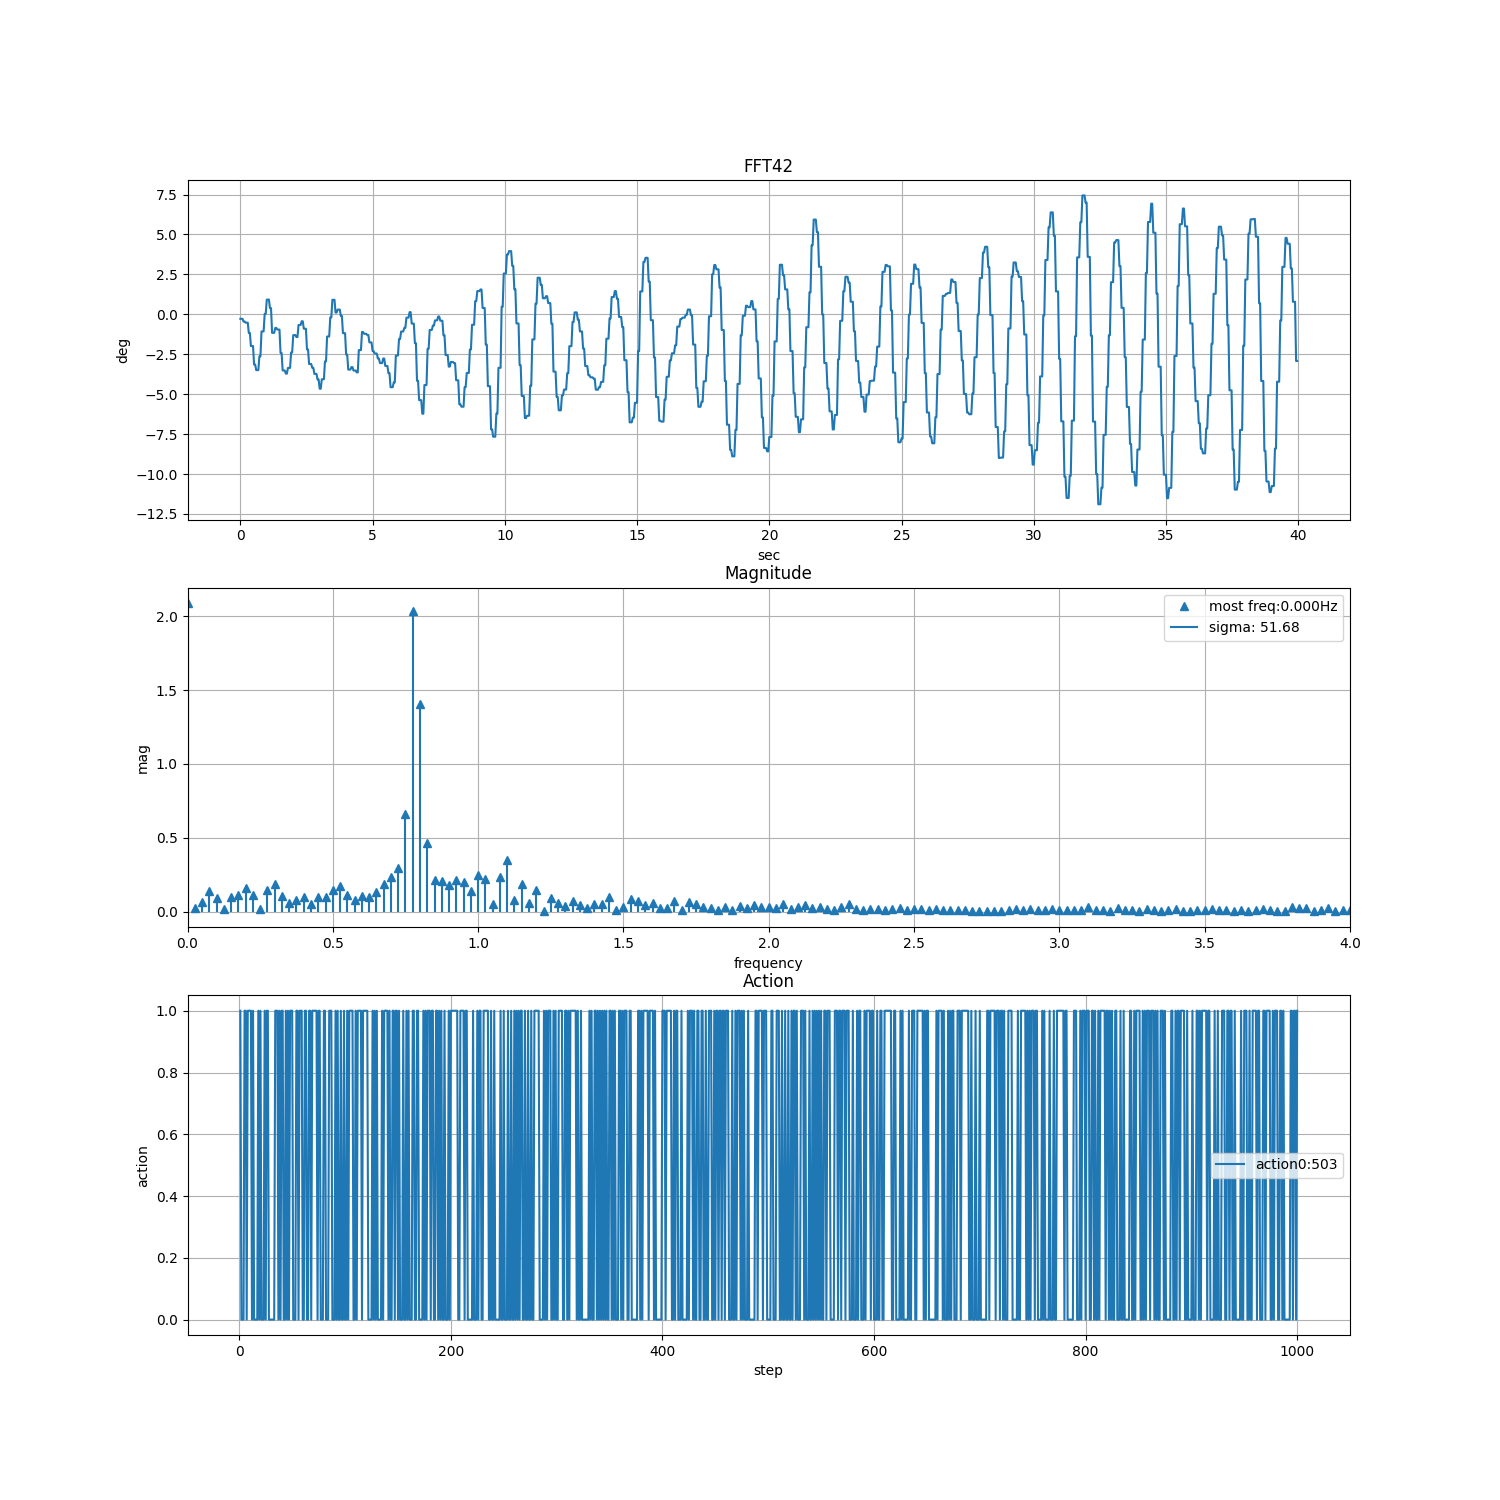 FFT42
7.5
5.0
2.5
0.0
−2.5
−5.0
−7.5
−10.0
−12.5
deg
0 5 10 15 20 25 30 35 40
sec
Magnitude
2.0
1.5
1.0
0.5
0.0
mag
most freq:0.000Hz
sigma: 51.68
0.0 0.5 1.0 1.5 2.0 2.5 3.0 3.5 4.0
frequency
Action
1.0
0.8
0.6
0.4
0.2
0.0
action
action0:503
0 200 400 600 800 1000
step